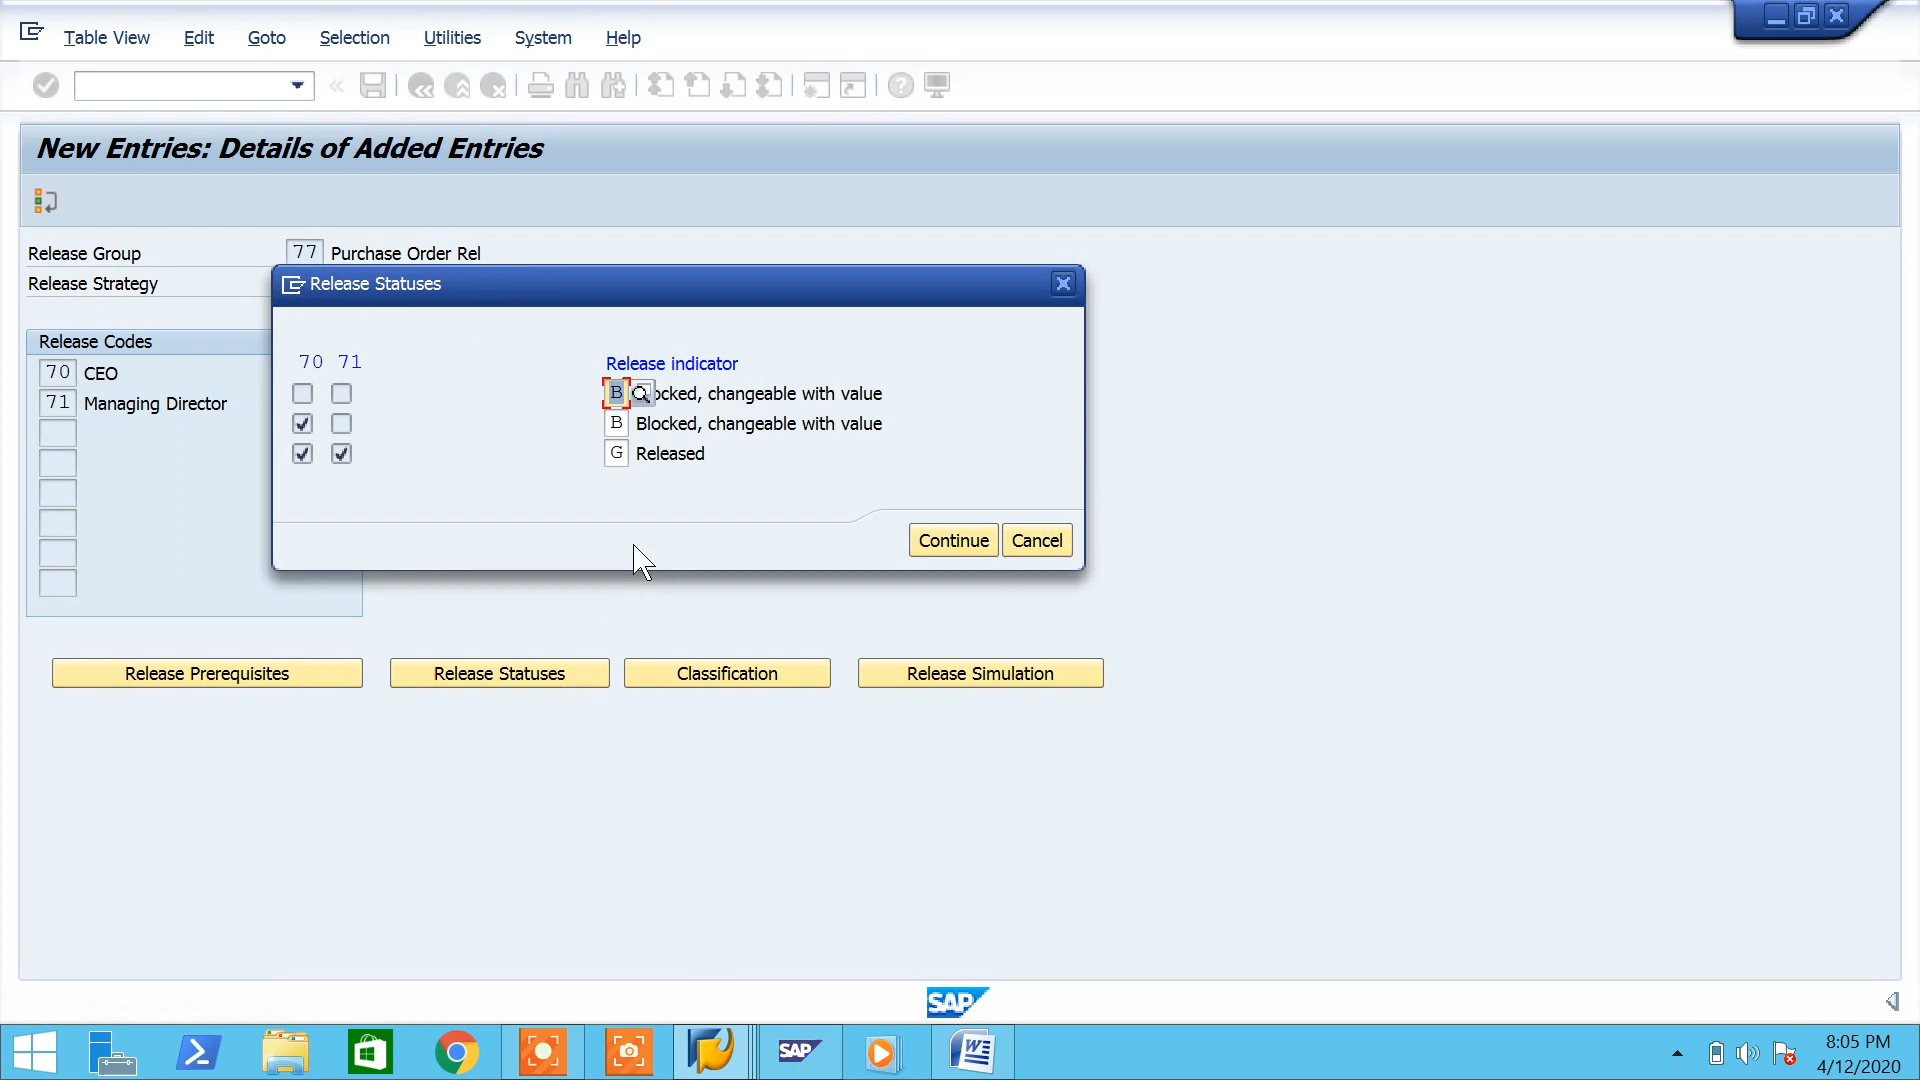 Table View Edit Goto Selection Utilities System Help
New Entries: Details of Added Entries
Release Group 77 Purchase Order Rel
Release Strategy
Release Statuses
Release Codes
70 CEO
71 Managing Director
70 71 Release indicator
B ocked, changeable with value
B Blocked, changeable with value
G Released
Continue Cancel
Release Prerequisites Release Statuses Classification Release Simulation
SAP
SAP
8:05 PM
4/12/2020